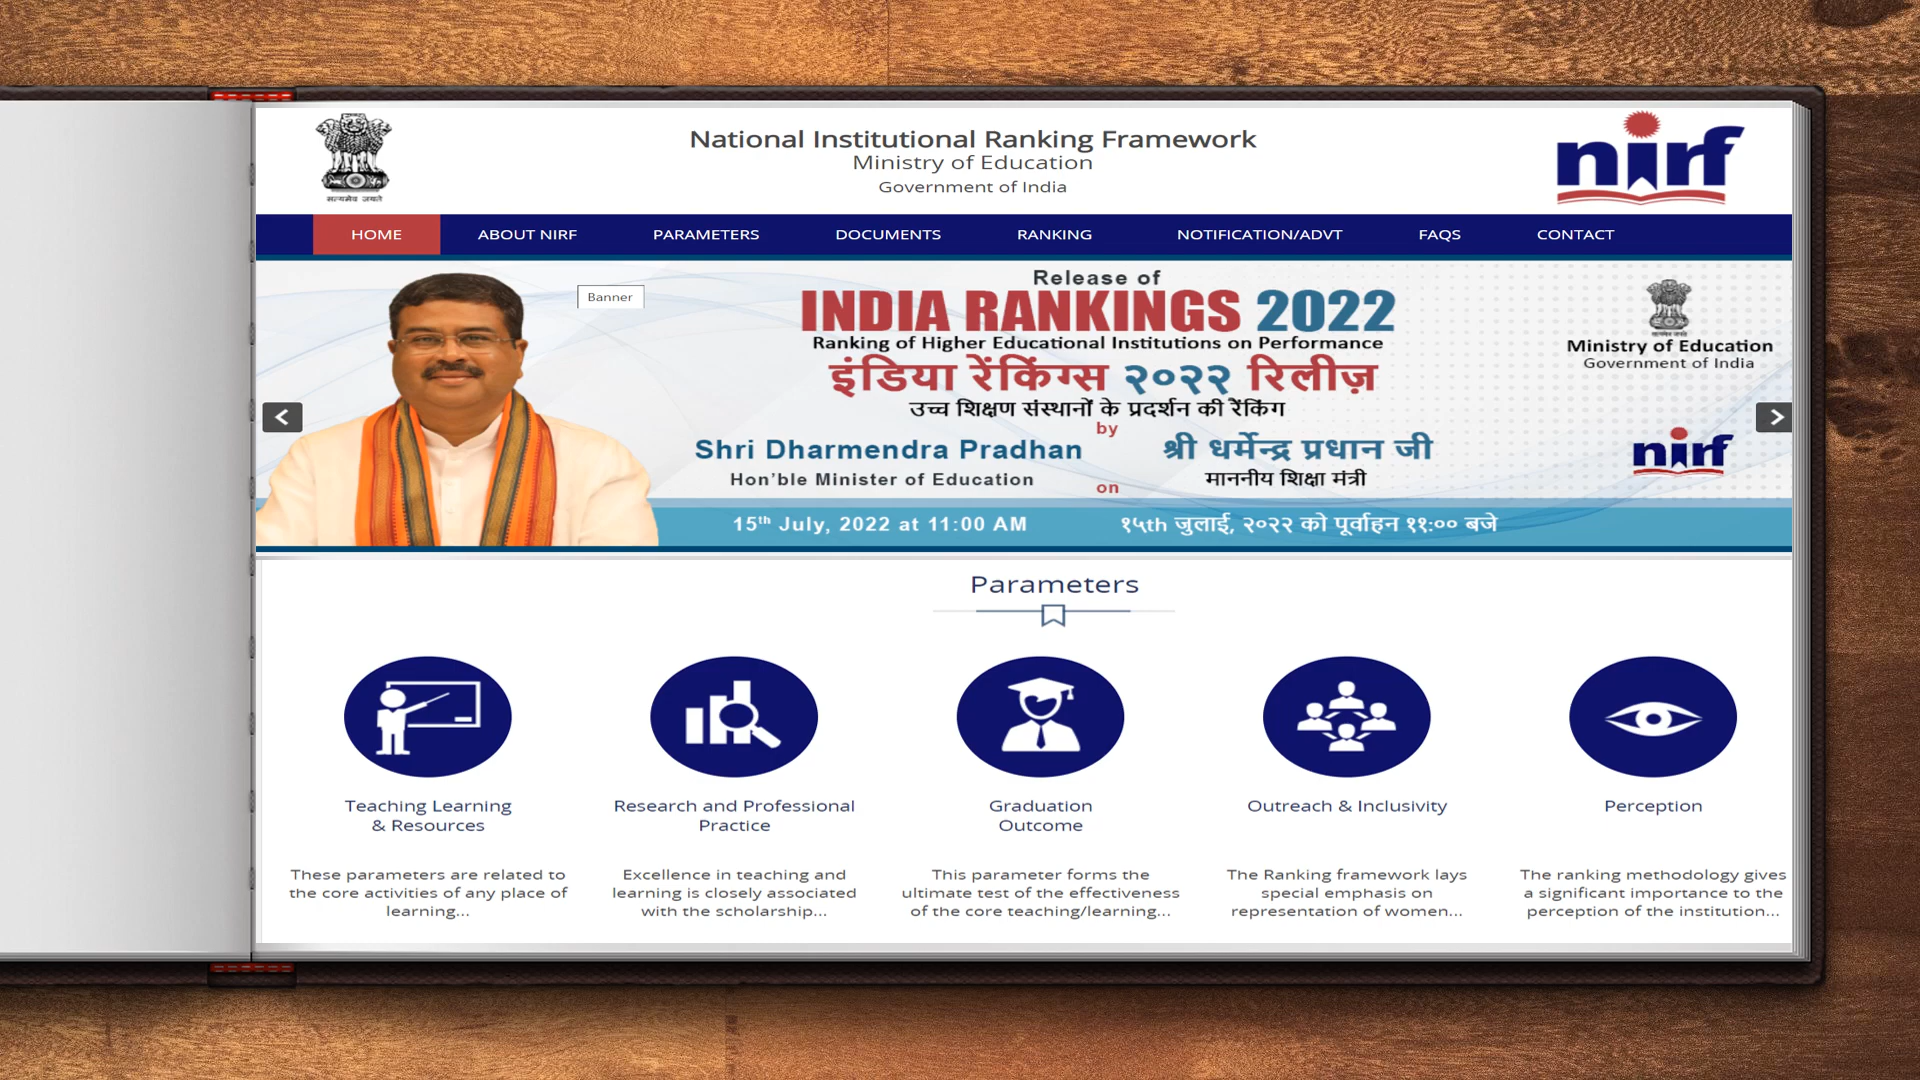 सत्यमेव जयते
National Institutional Ranking Framework
Ministry of Education
Government of India
nirf
HOME ABOUT NIRF PARAMETERS DOCUMENTS RANKING NOTIFICATION/ADVT FAQS CONTACT
Banner
Release of
INDIA RANKINGS 2022
Ranking of Higher Educational Institutions on Performance
इंडिया रेंकिंग्स २०२२ रिलीज़
उच्च शिक्षण संस्थानों के प्रदर्शन की रैंकिंग
by
Shri Dharmendra Pradhan श्री धर्मेन्द्र प्रधान जी
Hon'ble Minister of Education माननीय शिक्षा मंत्री
on
15th July, 2022 at 11:00 AM १५th जुलाई, २०२२ को पूर्वाहन ११:०० बजे
Ministry of Education
Government of India
nirf
Parameters
Teaching Learning
& Resources
Research and Professional
Practice
Graduation
Outcome
Outreach & Inclusivity
Perception
These parameters are related to
the core activities of any place of
learning...
Excellence in teaching and
learning is closely associated
with the scholarship...
This parameter forms the
ultimate test of the effectiveness
of the core teaching/learning...
The Ranking framework lays
special emphasis on
representation of women...
The ranking methodology gives
a significant importance to the
perception of the institution...